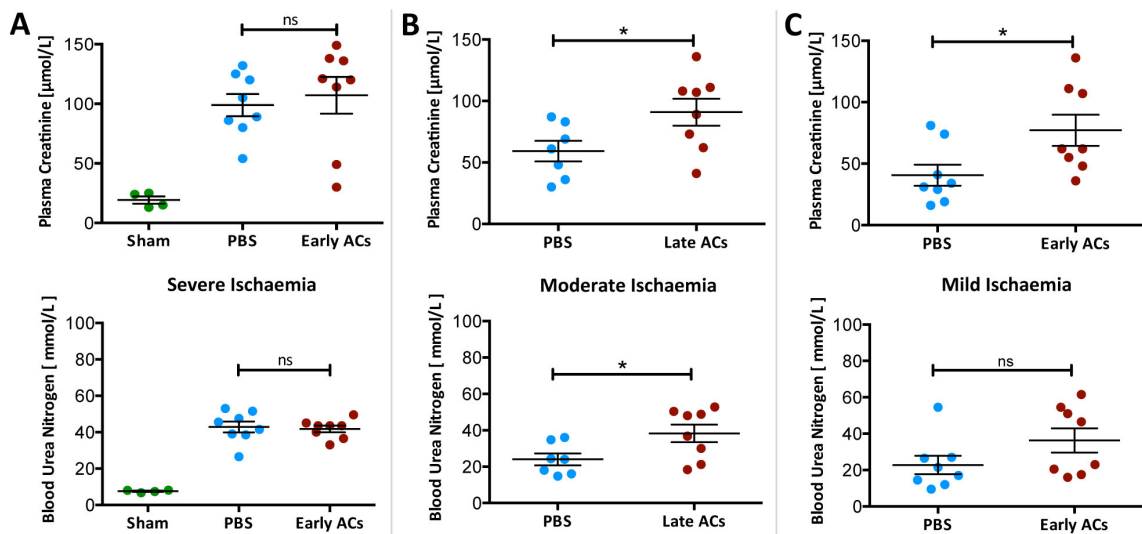 A
B
C
ns
*
*
Plasma Creatinine [µmol/L]
150
100
50
0
Sham
PBS
Early ACs
Plasma Creatinine [µmol/L]
150
100
50
0
PBS
Late ACs
Plasma Creatinine [µmol/L]
150
100
50
0
PBS
Early ACs
Severe Ischaemia
Moderate Ischaemia
Mild Ischaemia
ns
*
ns
Blood Urea Nitrogen [ mmol/L ]
100
80
60
40
20
0
Sham
PBS
Early ACs
Blood Urea Nitrogen [ mmol/L ]
100
80
60
40
20
0
PBS
Late ACs
Blood Urea Nitrogen [ mmol/L ]
100
80
60
40
20
0
PBS
Early ACs